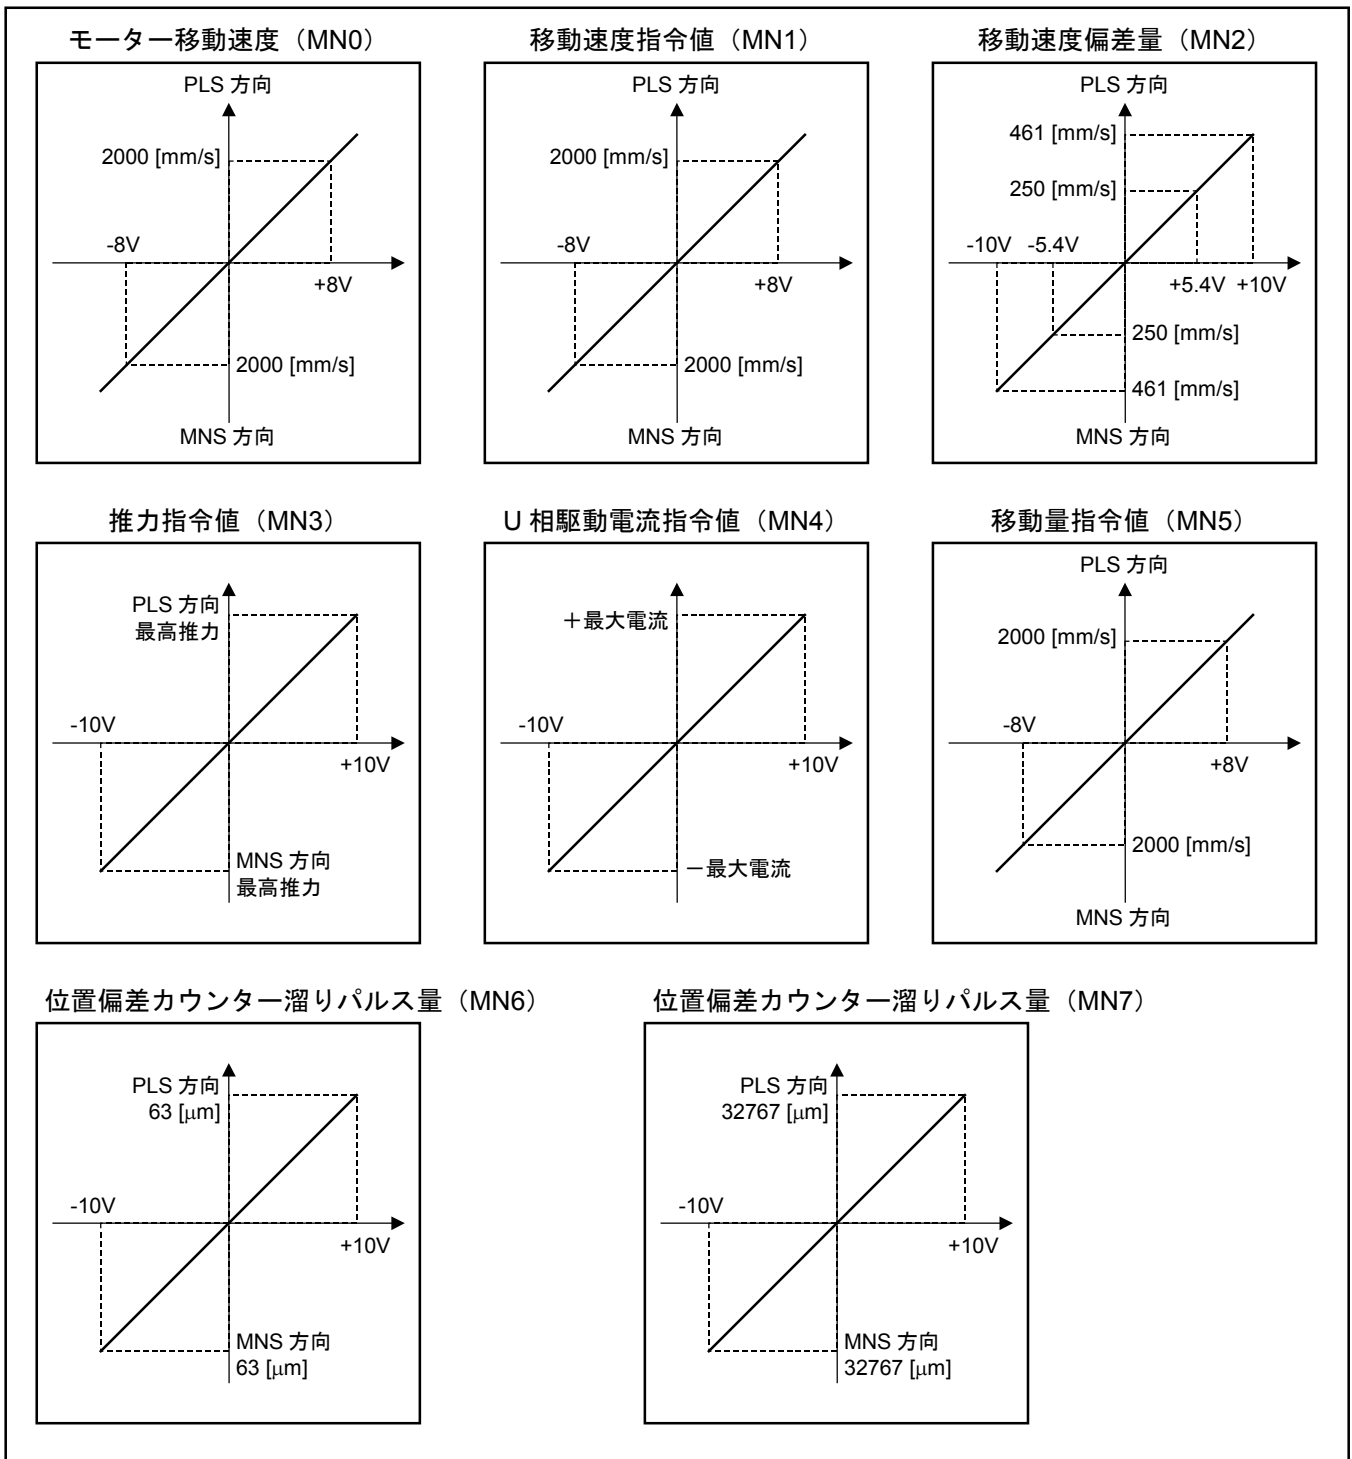 モーター移動速度（MN0）
PLS 方向
2000 [mm/s]
-8V
+8V
2000 [mm/s]
MNS 方向
移動速度指令値（MN1）
PLS 方向
2000 [mm/s]
-8V
+8V
2000 [mm/s]
MNS 方向
移動速度偏差量（MN2）
PLS 方向
461 [mm/s]
250 [mm/s]
-10V -5.4V
+5.4V +10V
250 [mm/s]
461 [mm/s]
MNS 方向
推力指令値（MN3）
PLS 方向
最高推力
-10V
+10V
MNS 方向
最高推力
U 相駆動電流指令値（MN4）
＋最大電流
-10V
+10V
－最大電流
移動量指令値（MN5）
PLS 方向
2000 [mm/s]
-8V
+8V
2000 [mm/s]
MNS 方向
位置偏差カウンター溜りパルス量（MN6）
PLS 方向
63 [μm]
-10V
+10V
MNS 方向
63 [μm]
位置偏差カウンター溜りパルス量（MN7）
PLS 方向
32767 [μm]
-10V
+10V
MNS 方向
32767 [μm]